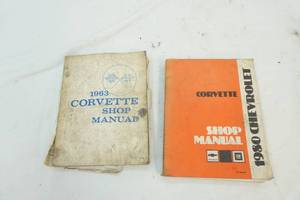 1963
CORVETTE
SHOP
MANUAL
CORVETTE
SHOP
MANUAL
1980 CHEVROLET